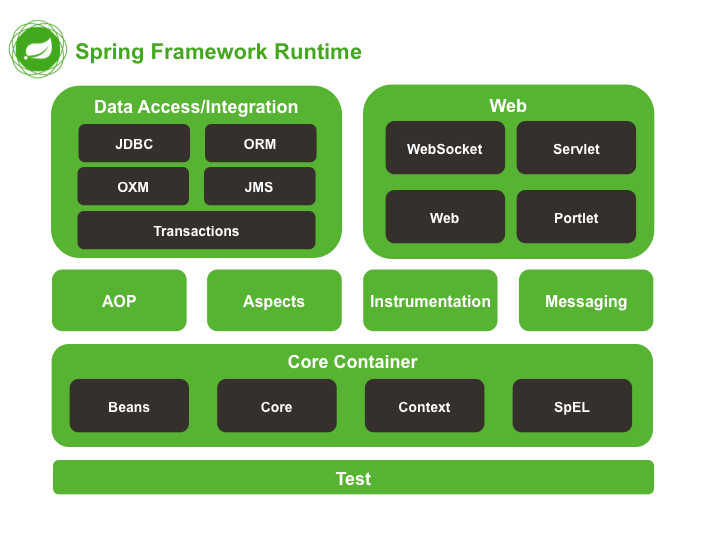 Spring Framework Runtime
Data Access/Integration
JDBC
ORM
OXM
JMS
Transactions
Web
WebSocket
Servlet
Web
Portlet
AOP
Aspects
Instrumentation
Messaging
Core Container
Beans
Core
Context
SpEL
Test